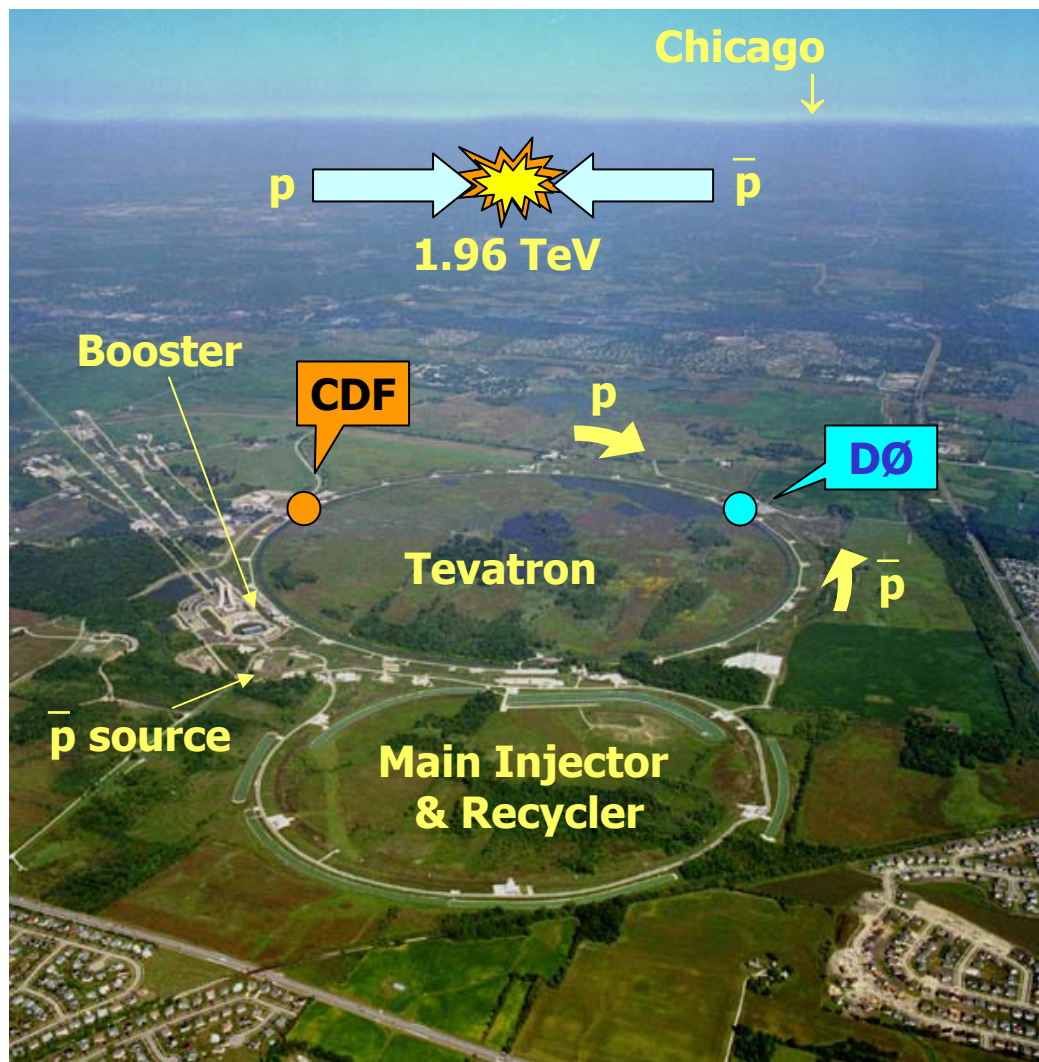 Chicago
p
p̅
1.96 TeV
Booster
CDF
p
DØ
Tevatron
p̅
p̅ source
Main Injector
& Recycler